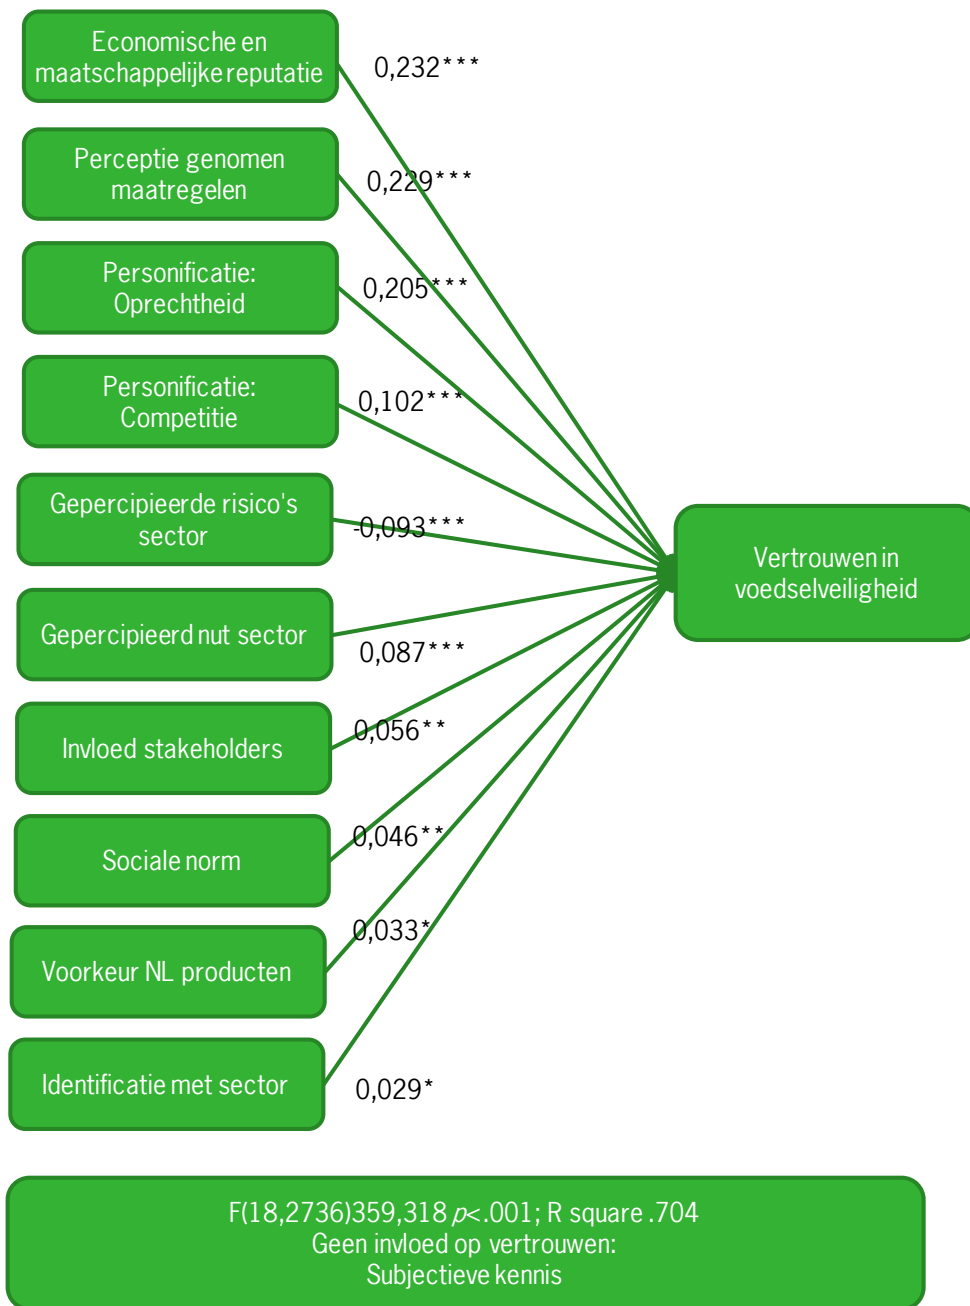 Economische en
maatschappelijke reputatie
0,232***
Perceptie genomen
maatregelen
0,229***
Personificatie:
Oprechtheid
0,205***
Personificatie:
Competitie
0,102***
Gepercipieerde risico's
sector
-0,093***
Vertrouwen in
voedselveiligheid
Gepercipieerd nut sector
0,087***
Invloed stakeholders
0,056**
Sociale norm
0,046**
Voorkeur NL producten
0,033*
Identificatie met sector
0,029*
F(18,2736)359,318 p<.001; R square .704
Geen invloed op vertrouwen:
Subjectieve kennis